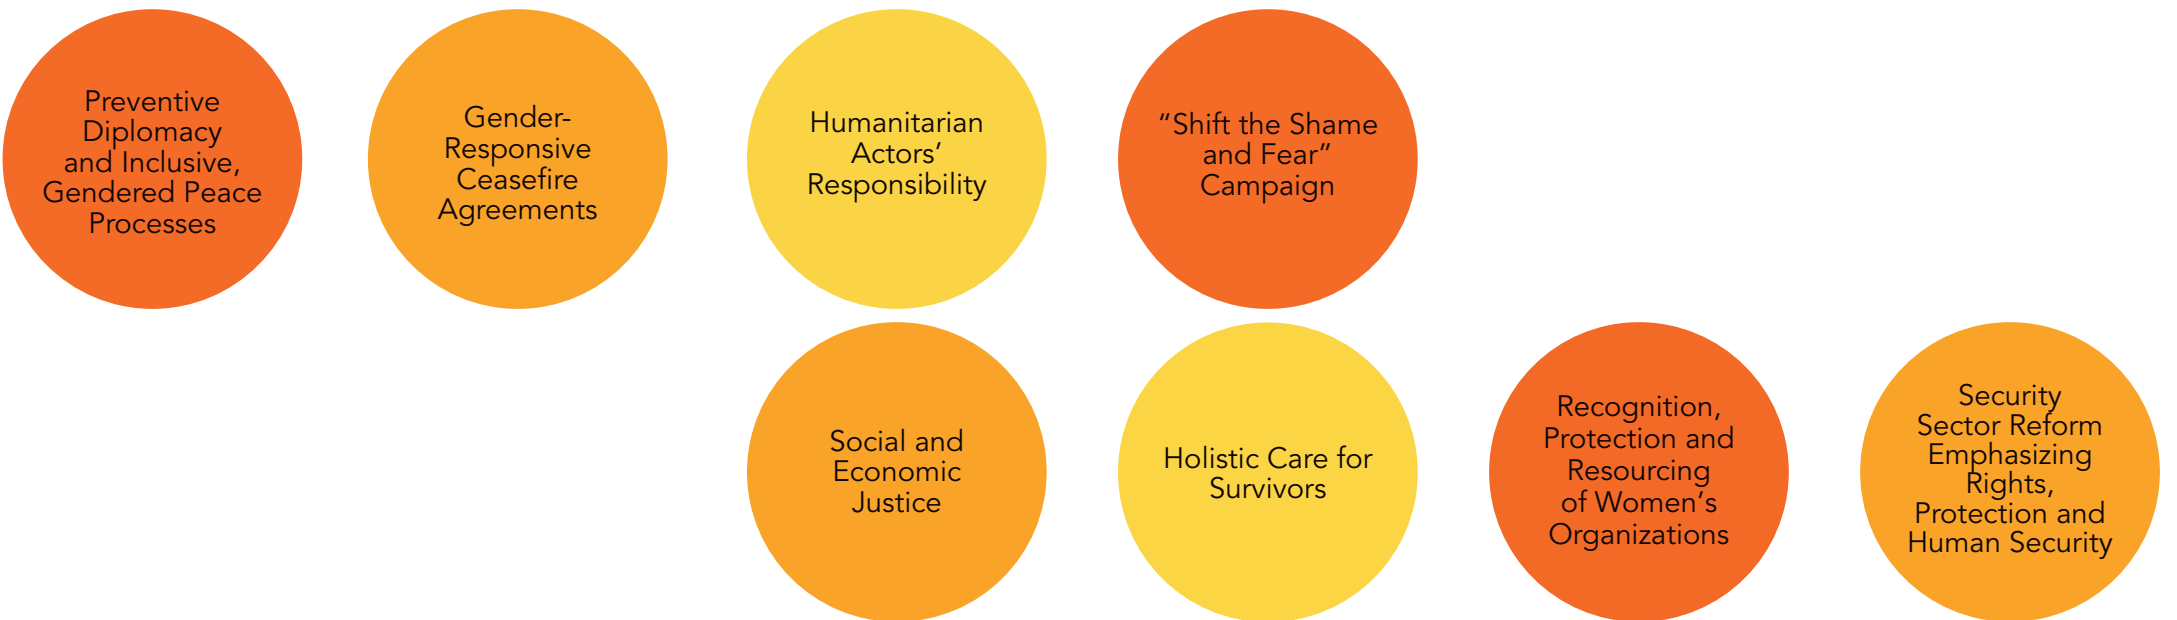 Preventive
Diplomacy
and Inclusive,
Gendered Peace
Processes
Gender-
Responsive
Ceasefire
Agreements
Humanitarian
Actors’
Responsibility
“Shift the Shame
and Fear”
Campaign
Social and
Economic
Justice
Holistic Care for
Survivors
Recognition,
Protection and
Resourcing
of Women’s
Organizations
Security
Sector Reform
Emphasizing
Rights,
Protection and
Human Security